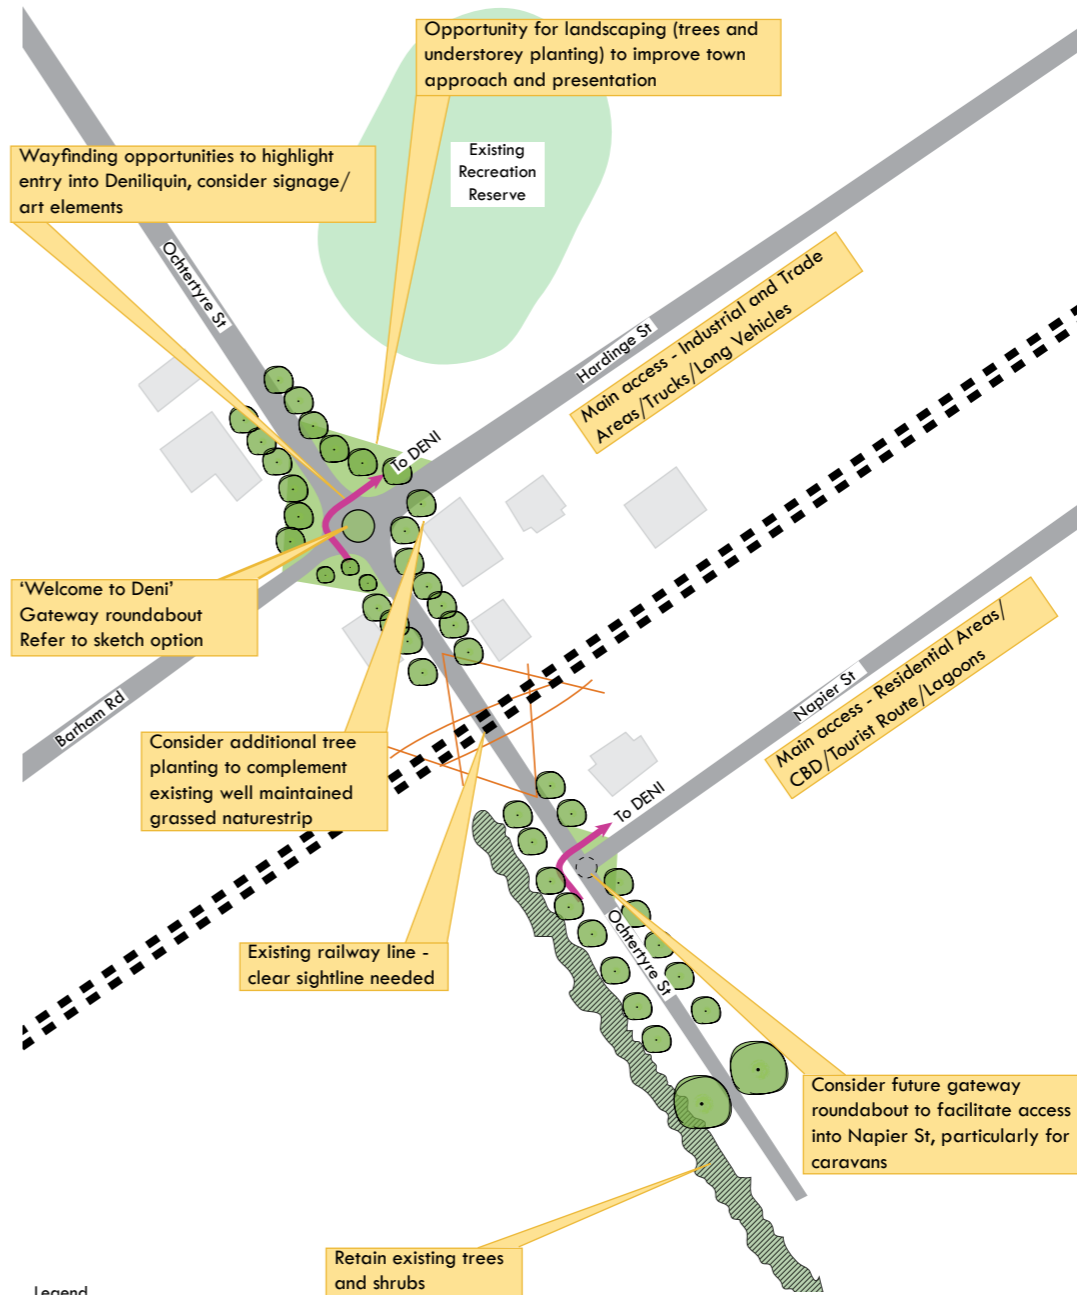 Opportunity for landscaping (trees and
understorey planting) to improve town
approach and presentation
Wayfinding opportunities to highlight
entry into Deniliquin, consider signage/
art elements
Existing
Recreation
Reserve
Ochtertyre St
Hardinge St
Main access - Industrial and Trade
Areas/Trucks/Long Vehicles
To DENI
'Welcome to Deni'
Gateway roundabout
Refer to sketch option
Barham Rd
Napier St
Main access - Residential Areas/
CBD/Tourist Route/Lagoons
Consider additional tree
planting to complement
existing well maintained
grassed naturestrip
To DENI
Existing railway line -
clear sightline needed
Ochtertyre St
Consider future gateway
roundabout to facilitate access
into Napier St, particularly for
caravans
Retain existing trees
and shrubs
Legend